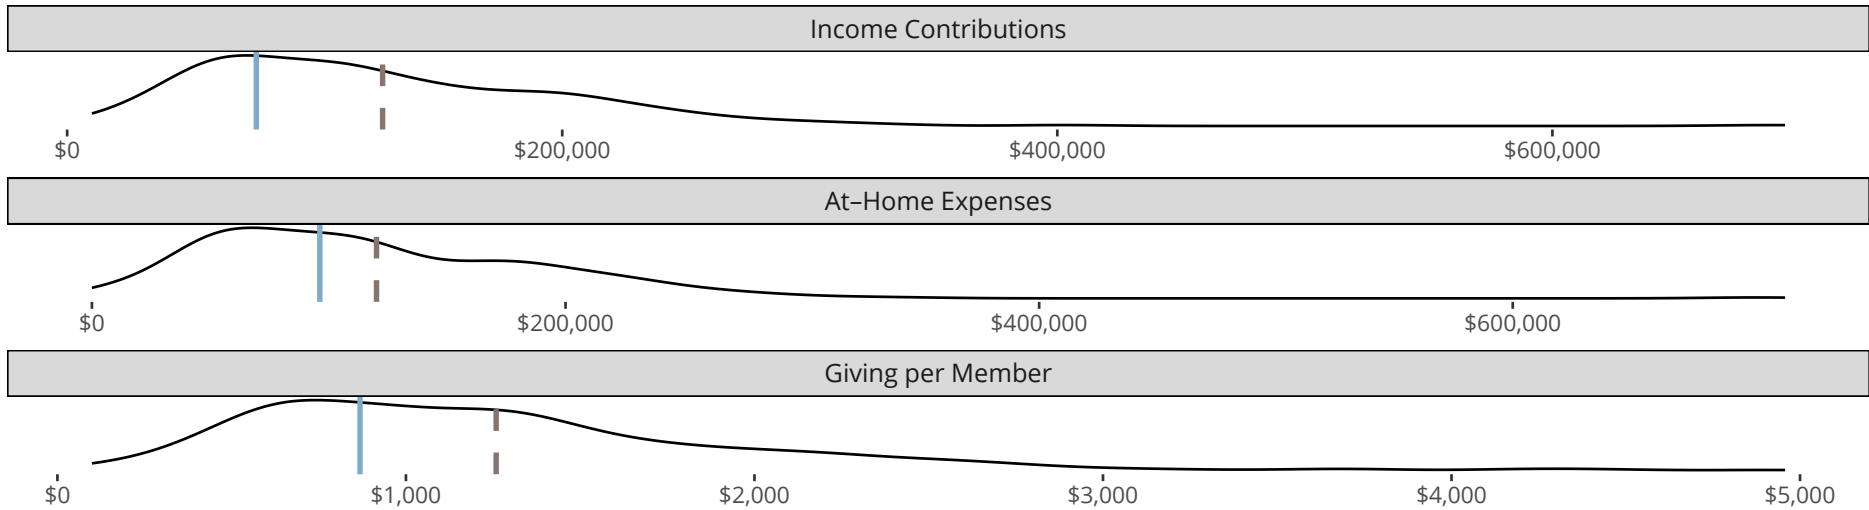 Income Contributions
$0 $200,000 $400,000 $600,000
At–Home Expenses
$0 $200,000 $400,000 $600,000
Giving per Member
$0 $1,000 $2,000 $3,000 $4,000 $5,000